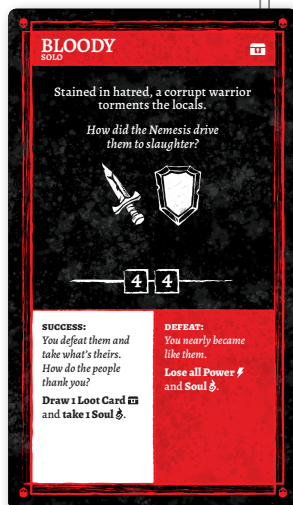 BLOODY
SOLO
Stained in hatred, a corrupt warrior
torments the locals.
How did the Nemesis drive
them to slaughter?
4 4
SUCCESS:
You defeat them and
take what's theirs.
How do the people
thank you?
Draw 1 Loot Card
and take 1 Soul .
DEFEAT:
You nearly became
like them.
Lose all Power
and Soul .